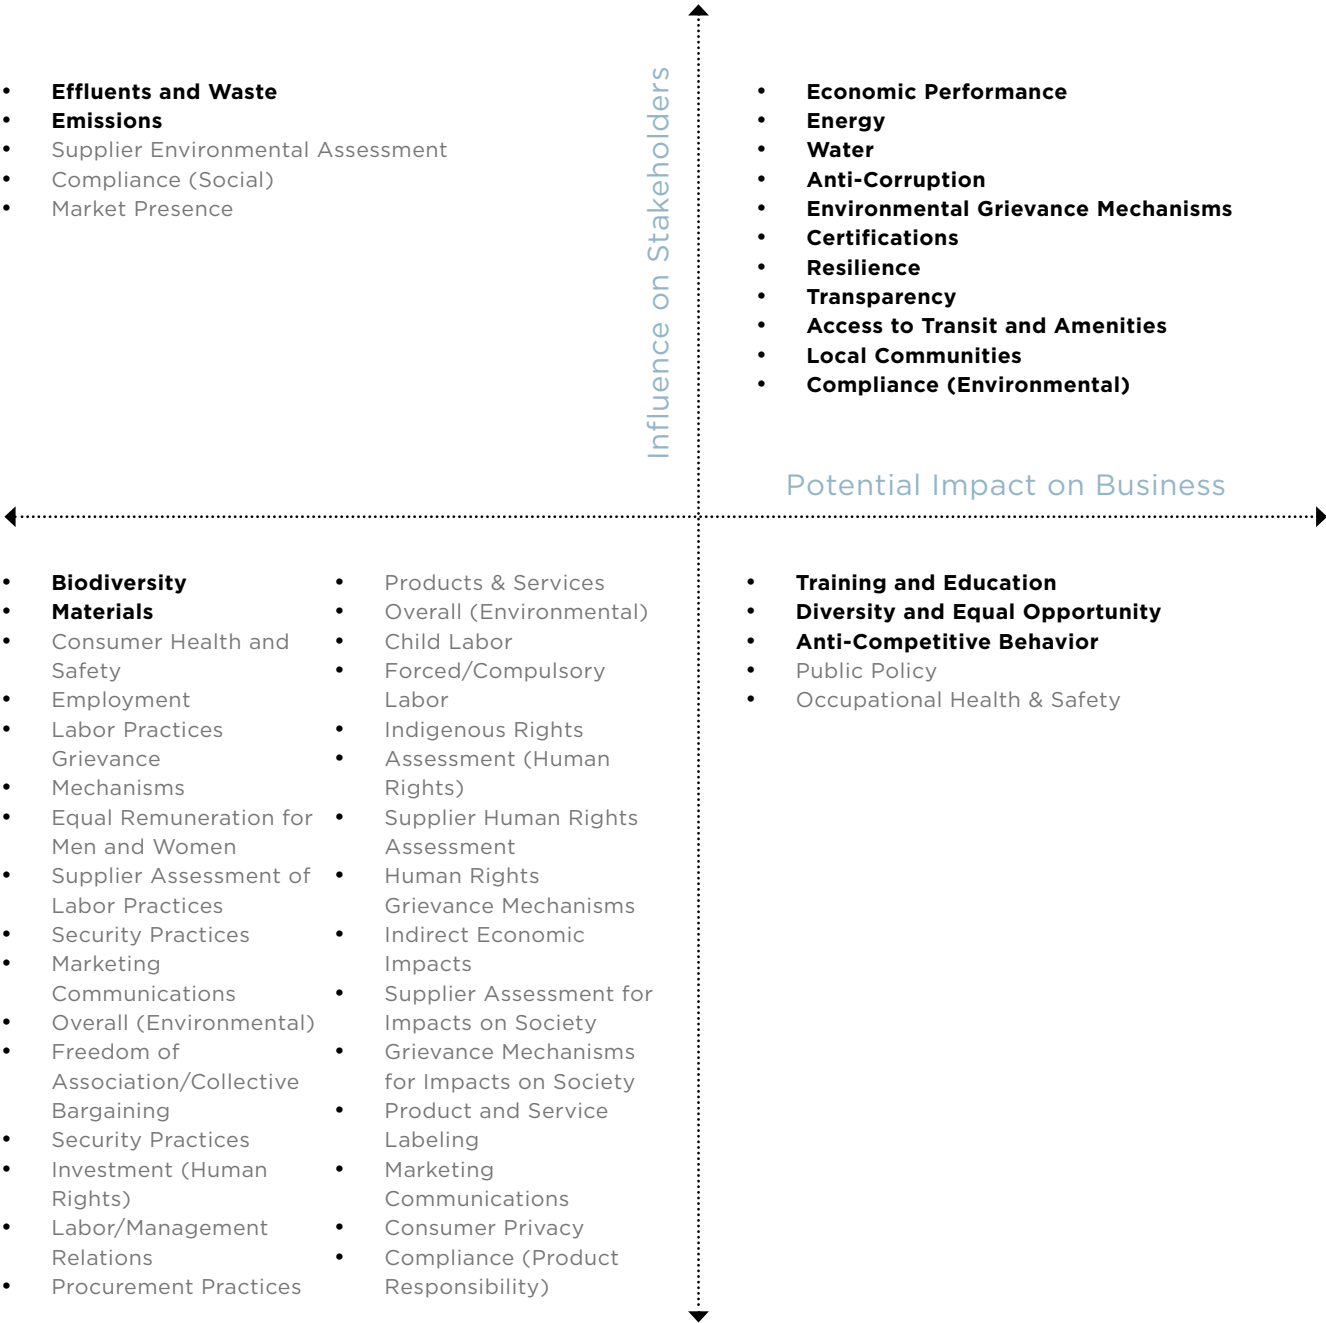 • Effluents and Waste
• Emissions
• Supplier Environmental Assessment
• Compliance (Social)
• Market Presence
Influence on Stakeholders
• Economic Performance
• Energy
• Water
• Anti-Corruption
• Environmental Grievance Mechanisms
• Certifications
• Resilience
• Transparency
• Access to Transit and Amenities
• Local Communities
• Compliance (Environmental)
Potential Impact on Business
• Biodiversity
• Materials
• Consumer Health and
Safety
• Employment
• Labor Practices
Grievance
• Mechanisms
• Equal Remuneration for
Men and Women
• Supplier Assessment of
Labor Practices
• Security Practices
• Marketing
Communications
• Overall (Environmental)
• Freedom of
Association/Collective
Bargaining
• Security Practices
• Investment (Human
Rights)
• Labor/Management
Relations
• Procurement Practices
• Products & Services
• Overall (Environmental)
• Child Labor
• Forced/Compulsory
Labor
• Indigenous Rights
• Assessment (Human
Rights)
• Supplier Human Rights
Assessment
• Human Rights
Grievance Mechanisms
• Indirect Economic
Impacts
• Supplier Assessment for
Impacts on Society
• Grievance Mechanisms
for Impacts on Society
• Product and Service
Labeling
• Marketing
Communications
• Consumer Privacy
• Compliance (Product
Responsibility)
• Training and Education
• Diversity and Equal Opportunity
• Anti-Competitive Behavior
• Public Policy
• Occupational Health & Safety